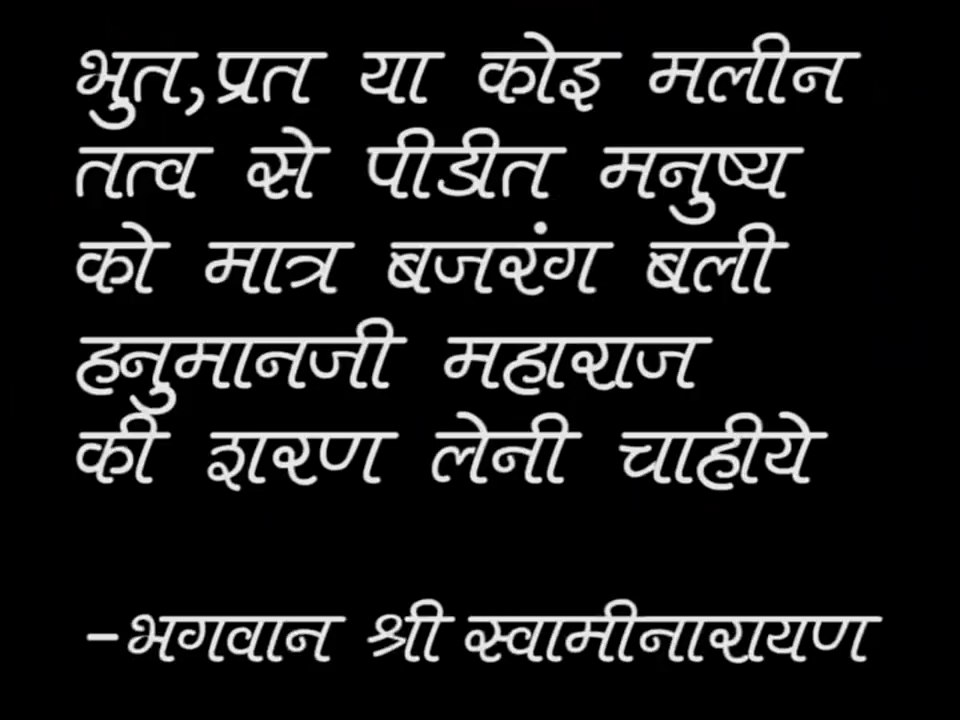 भुत,प्रत या कोइ मलीन
तत्व से पीडीत मनुष्य
को मात्र बजरंग बली
हनुमानजी महाराज
की शरण लेनी चाहीये
-भगवान श्री स्वामीनारायण